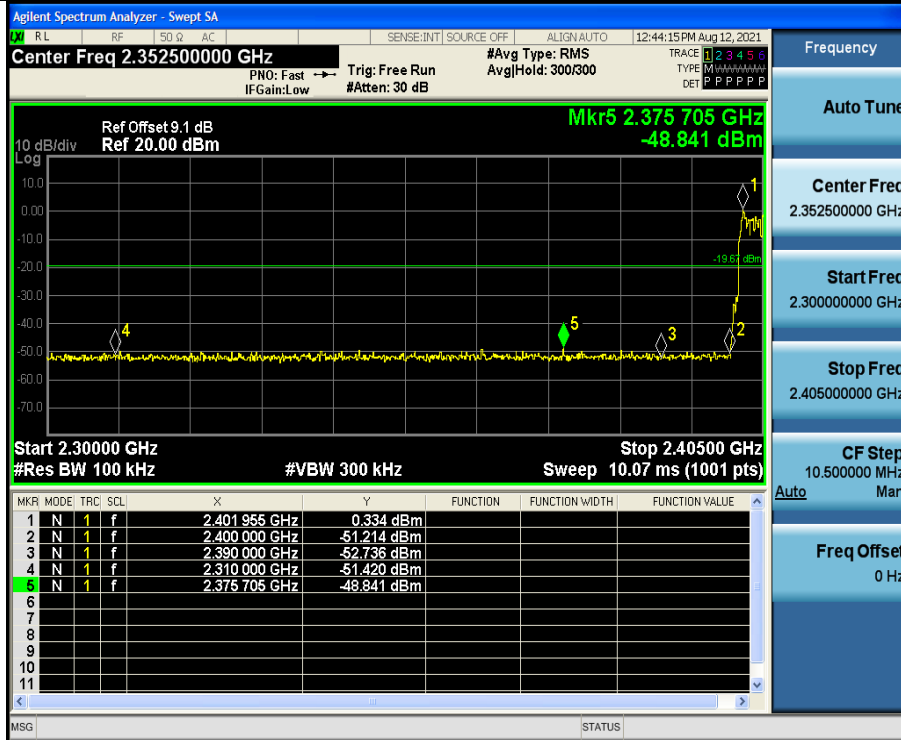 Agilent Spectrum Analyzer - Swept SA
LXI RL RF 50 Ω AC SENSE:INT SOURCE OFF ALIGN AUTO 12:44:15 PM Aug 12, 2021
Center Freq 2.352500000 GHz
PNO: Fast
IFGain:Low
Trig: Free Run
#Atten: 30 dB
#Avg Type: RMS
Avg|Hold: 300/300
TRACE 1 2 3 4 5 6
TYPE M
DET P P P P P P
Mkr5 2.375 705 GHz
-48.841 dBm
Ref Offset 9.1 dB
10 dB/div Ref 20.00 dBm
Log
10.0
0.00
-10.0
-20.0
-30.0
-40.0
-50.0
-60.0
-70.0
1
-19.67 dBm
4
5
3
2
Start 2.30000 GHz Stop 2.40500 GHz
#Res BW 100 kHz #VBW 300 kHz Sweep 10.07 ms (1001 pts)
MKR MODE TRC SCL X Y FUNCTION FUNCTION WIDTH FUNCTION VALUE
1 N 1 f 2.401 955 GHz 0.334 dBm
2 N 1 f 2.400 000 GHz -51.214 dBm
3 N 1 f 2.390 000 GHz -52.736 dBm
4 N 1 f 2.310 000 GHz -51.420 dBm
5 N 1 f 2.375 705 GHz -48.841 dBm
6
7
8
9
10
11
MSG STATUS
Frequency
Auto Tune
Center Freq
2.352500000 GHz
Start Freq
2.300000000 GHz
Stop Freq
2.405000000 GHz
CF Step
10.500000 MHz
Auto Man
Freq Offset
0 Hz